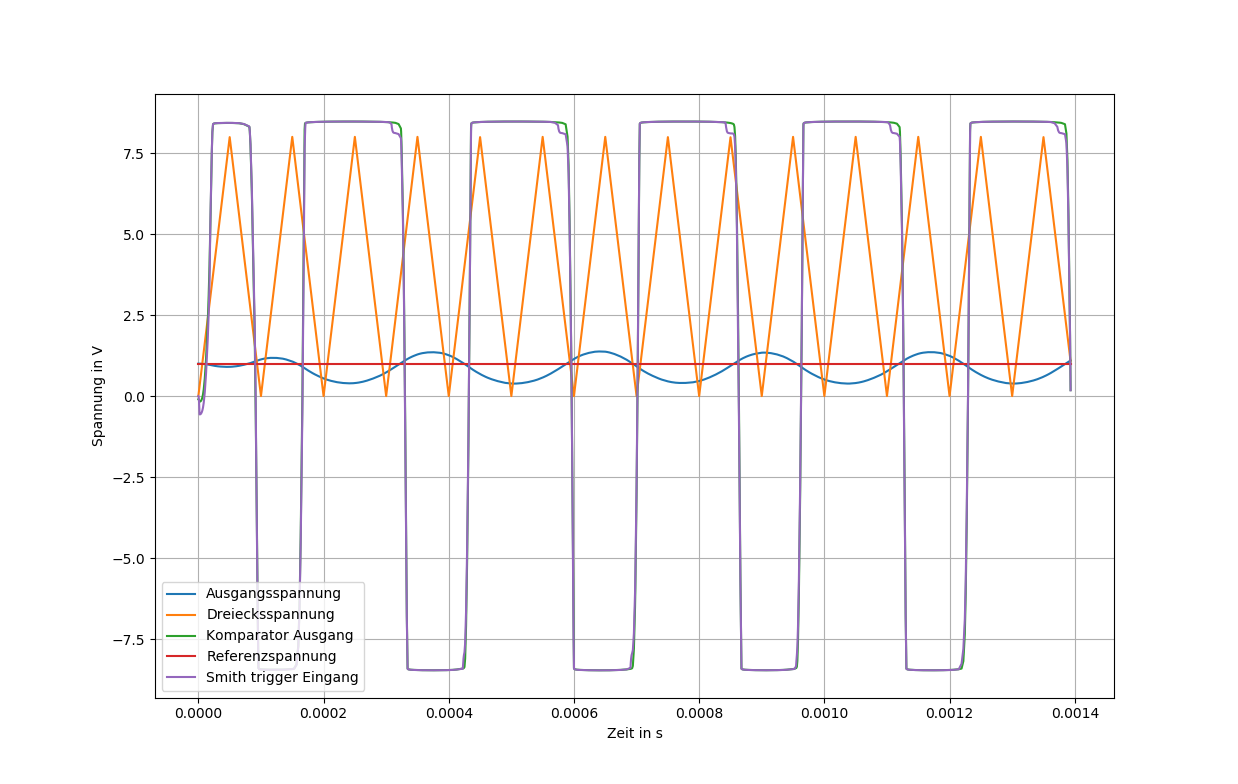 7.5
5.0
2.5
0.0
−2.5
−5.0
−7.5
Spannung in V
Ausgangsspannung
Dreiecksspannung
Komparator Ausgang
Referenzspannung
Smith trigger Eingang
0.0000 0.0002 0.0004 0.0006 0.0008 0.0010 0.0012 0.0014
Zeit in s